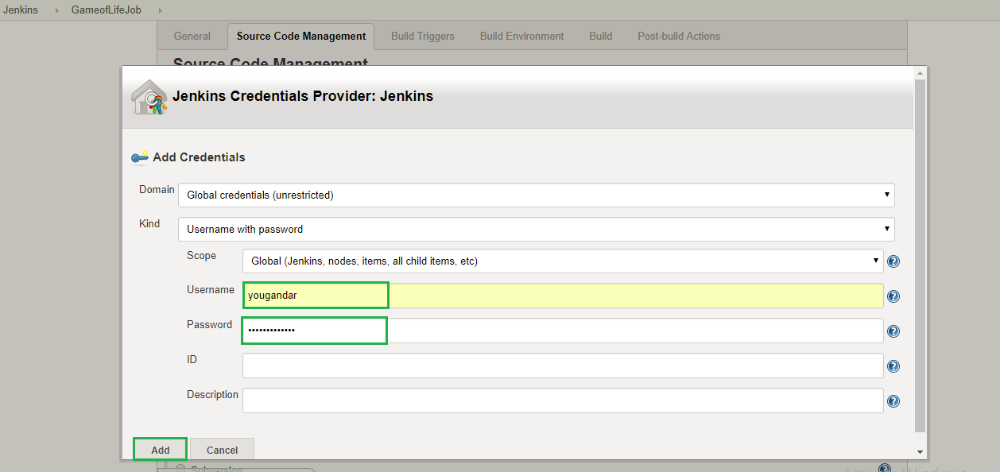 Jenkins GameofLifeJob
General Source Code Management Build Triggers Build Environment Build Post-build Actions
Source Code Management
Jenkins Credentials Provider: Jenkins
Add Credentials
Domain Global credentials (unrestricted)
Kind Username with password
Scope Global (Jenkins, nodes, items, all child items, etc)
Username yougandar
Password •••••••••••••
ID
Description
Add Cancel
Subversion